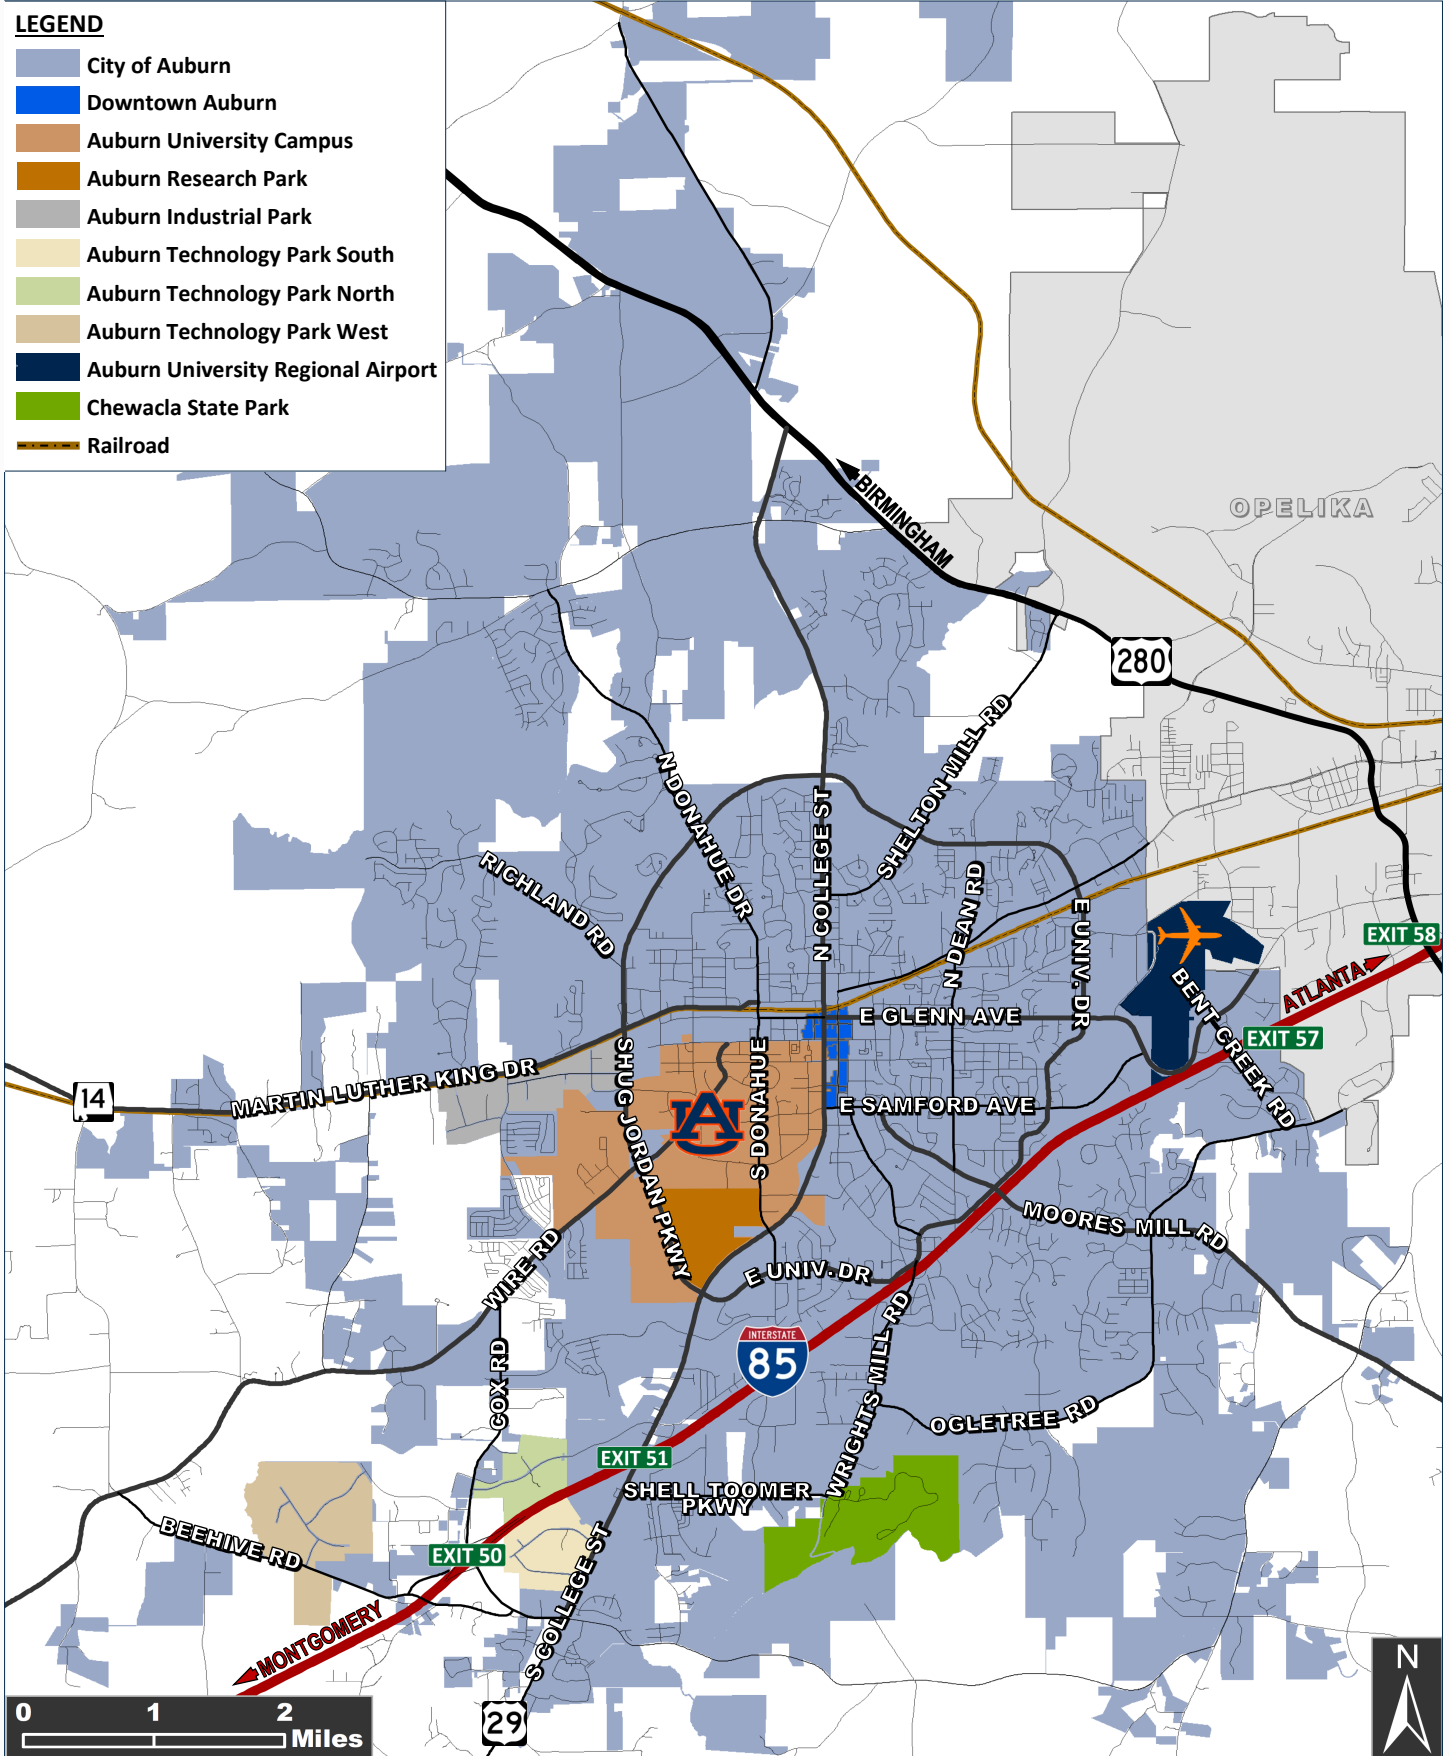 LEGEND
City of Auburn
Downtown Auburn
Auburn University Campus
Auburn Research Park
Auburn Industrial Park
Auburn Technology Park South
Auburn Technology Park North
Auburn Technology Park West
Auburn University Regional Airport
Chewacla State Park
Railroad
BIRMINGHAM
OPELIKA
280
N DONAHUE DR
SHELTON MILL RD
N COLLEGE ST
RICHLAND RD
N DEAN RD
E UNIV. DR
EXIT 58
ATLANTA
BENT CREEK RD
E GLENN AVE
EXIT 57
SHUG JORDAN PKWY
S DONAHUE
MARTIN LUTHER KING DR
14
AU
E SAMFORD AVE
MOORES MILL RD
WIRE RD
E UNIV. DR
INTERSTATE
85
COX RD
WRIGHTS MILL RD
OGLETREE RD
EXIT 51
SHELL TOOMER
PKWY
BEEHIVE RD
EXIT 50
S COLLEGE ST
MONTGOMERY
29
N
0 1 2
Miles